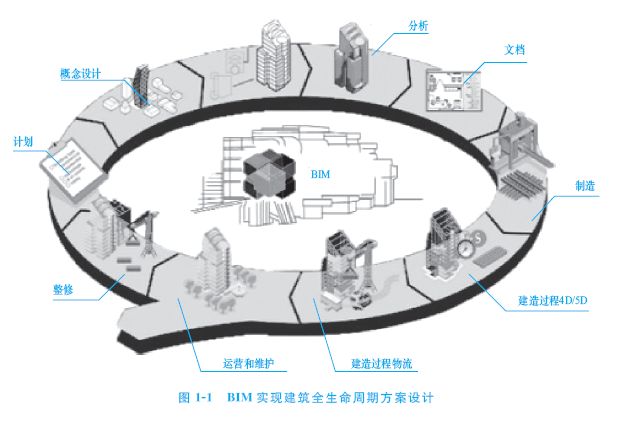 分析
文档
概念设计
计划
BIM
制造
整修
建造过程4D/5D
运营和维护
建造过程物流
图 1-1 BIM 实现建筑全生命周期方案设计